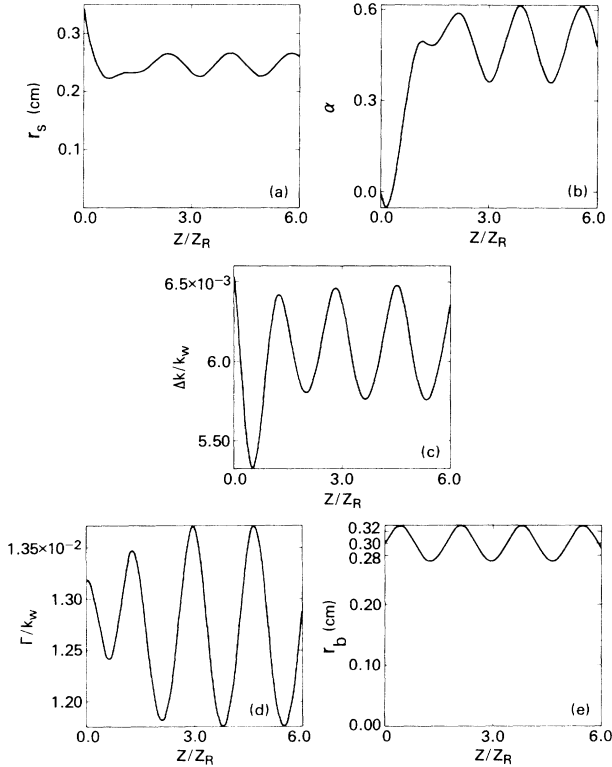 0.3
0.2
0.1
r_s (cm)
(a)
0.0 3.0 6.0
Z/Z_R
0.6
0.3
0.0
α
(b)
0.0 3.0 6.0
Z/Z_R
6.5×10⁻³
6.0
5.50
Δk/k_w
(c)
0.0 3.0 6.0
Z/Z_R
1.35×10⁻²
1.30
1.25
1.20
Γ/k_w
(d)
0.0 3.0 6.0
Z/Z_R
0.32
0.30
0.28
0.20
0.10
0.00
r_b (cm)
(e)
0 3.0 6.0
Z/Z_R